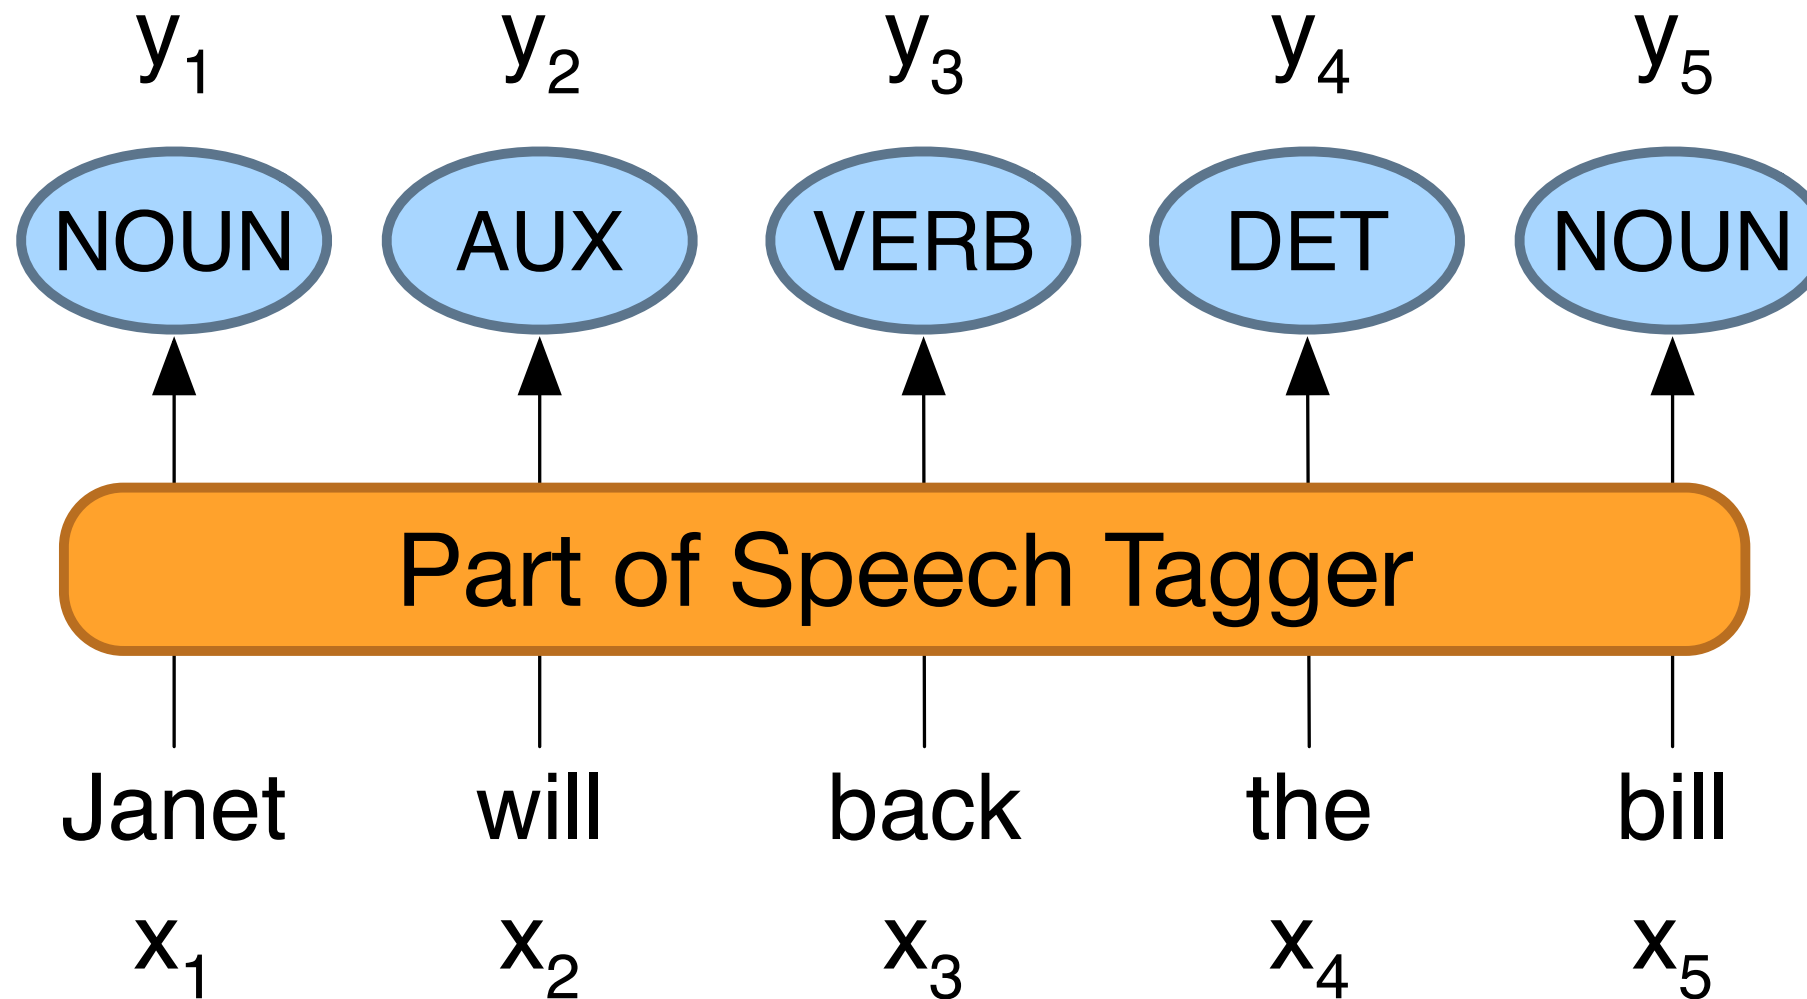 y₁ y₂ y₃ y₄ y₅
NOUN AUX VERB DET NOUN
Part of Speech Tagger
Janet will back the bill
x₁ x₂ x₃ x₄ x₅